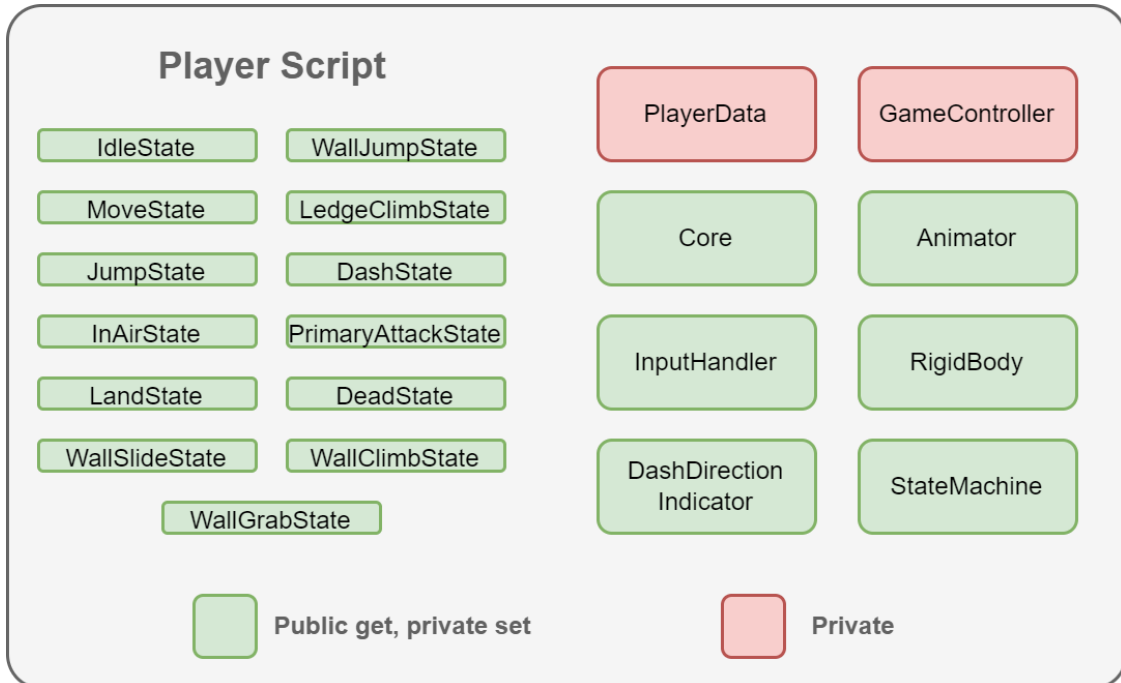 Player Script
IdleState
WallJumpState
MoveState
LedgeClimbState
JumpState
DashState
InAirState
PrimaryAttackState
LandState
DeadState
WallSlideState
WallClimbState
WallGrabState
PlayerData
GameController
Core
Animator
InputHandler
RigidBody
DashDirection
Indicator
StateMachine
Public get, private set
Private